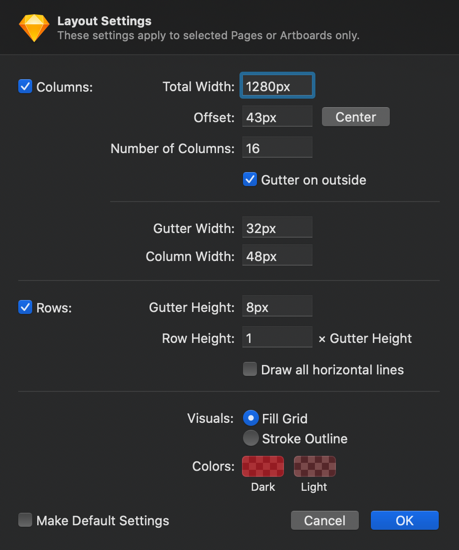 Layout Settings
These settings apply to selected Pages or Artboards only.
Columns:
Total Width: 1280px
Offset: 43px Center
Number of Columns: 16
Gutter on outside
Gutter Width: 32px
Column Width: 48px
Rows:
Gutter Height: 8px
Row Height: 1 × Gutter Height
Draw all horizontal lines
Visuals: Fill Grid
Stroke Outline
Colors:
Dark Light
Make Default Settings Cancel OK